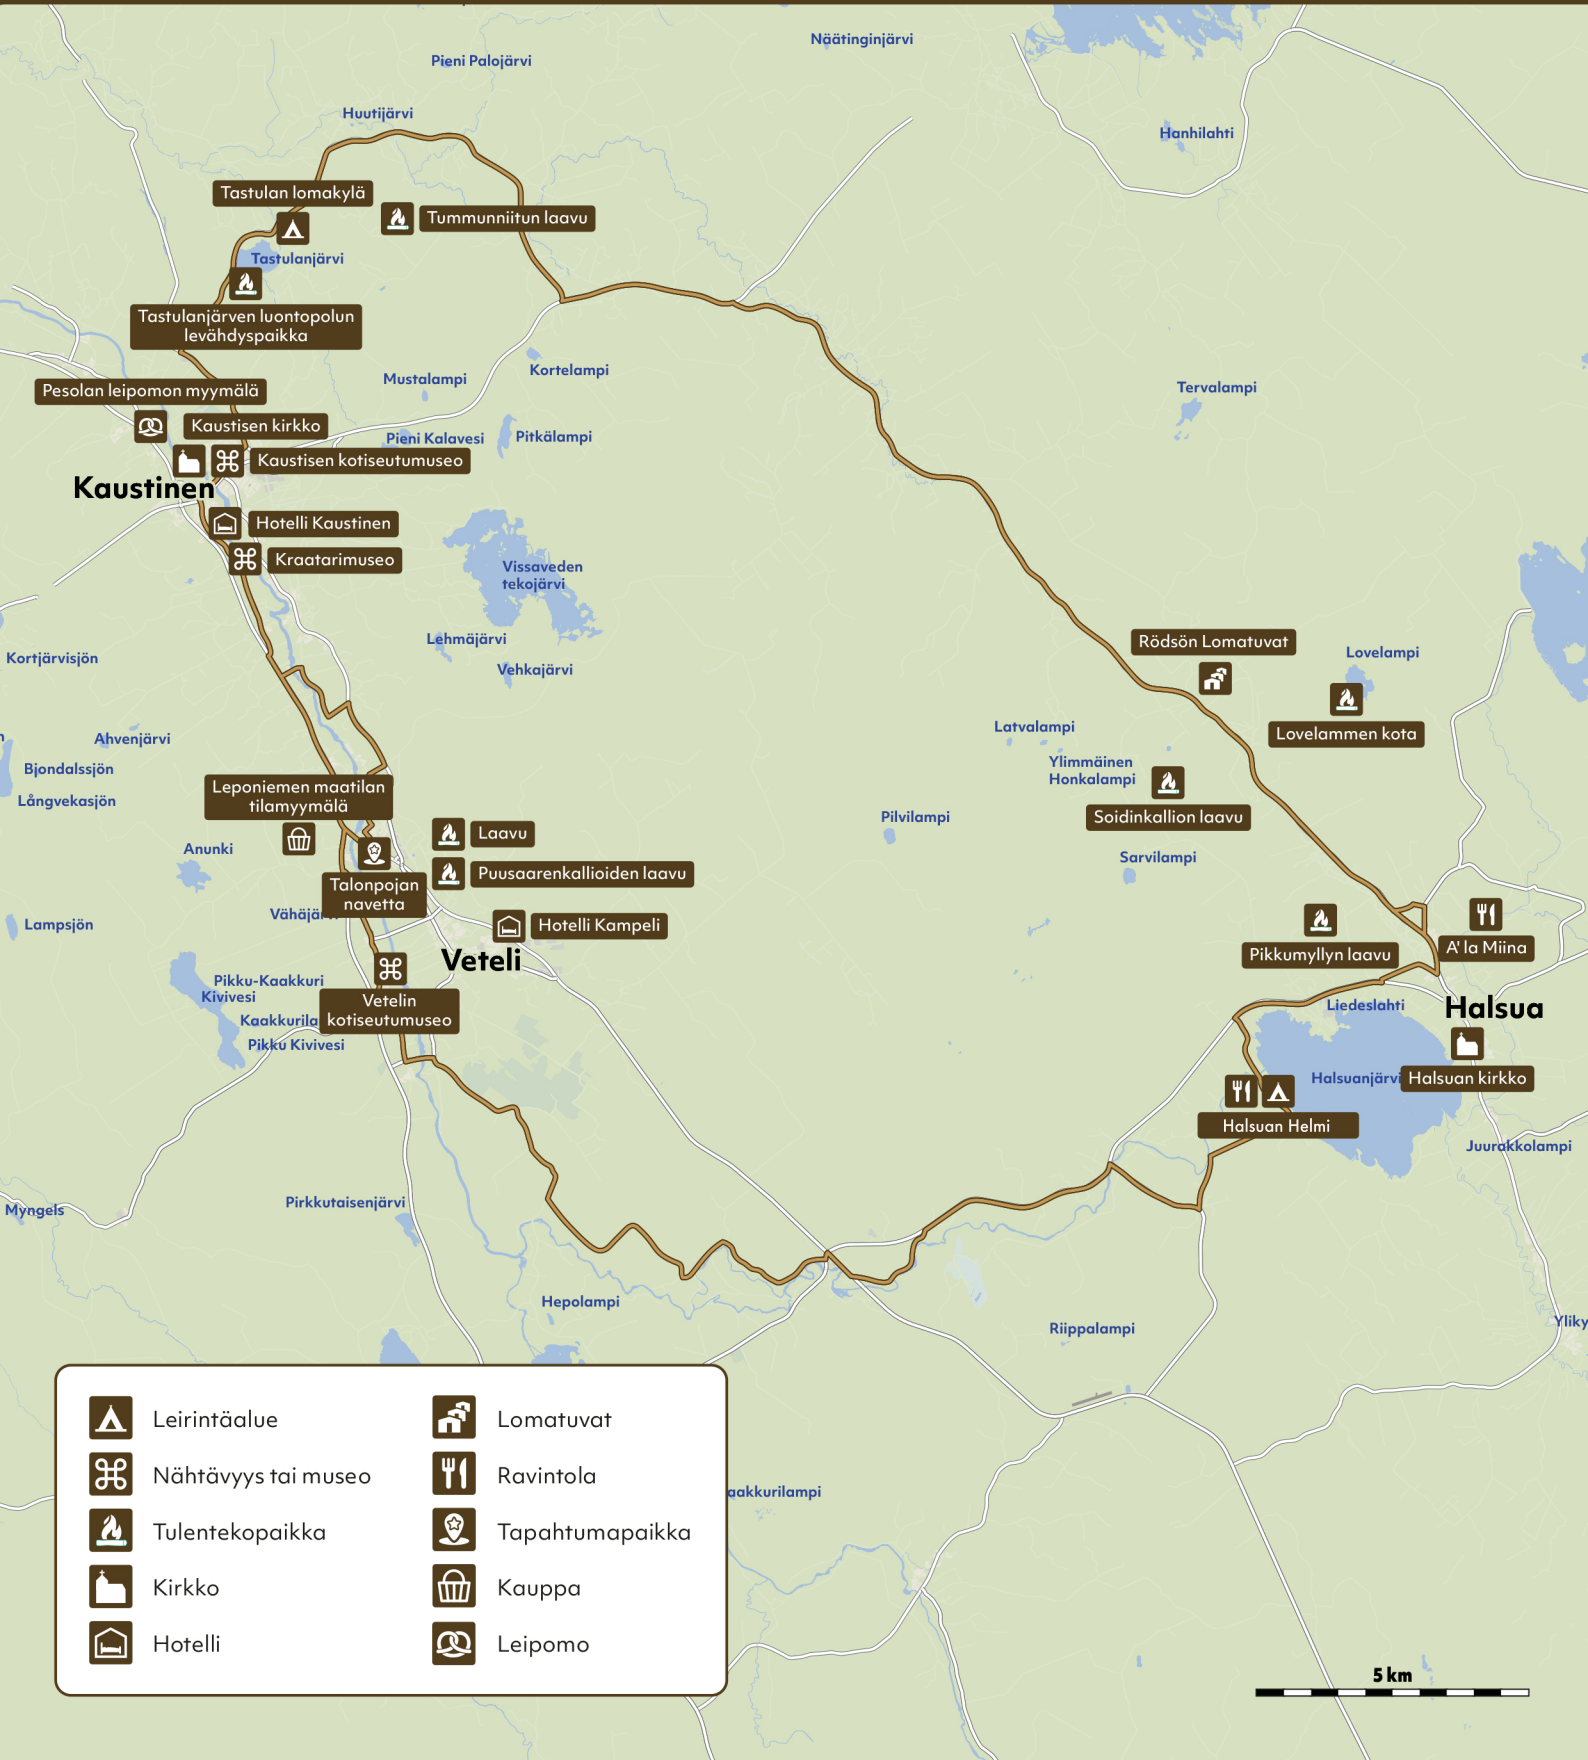 Näätinginjärvi
Pieni Palojärvi
Huutijärvi
Hanhilahti
Tastulan lomakylä
Tummunniitun laavu
Tastulanjärvi
Tastulanjärven luontopolun
levähdyspaikka
Kortelampi
Mustalampi
Tervalampi
Pesolan leipomon myymälä
Kaustisen kirkko
Pieni Kalavesi
Pitkälampi
Kaustisen kotiseutumuseo
Kaustinen
Hotelli Kaustinen
Kraatarimuseo
Vissaveden
tekojärvi
Lehmäjärvi
Vehkajärvi
Kortjärvisjön
Rödsön Lomatuvat
Lovelampi
Lovelammen kota
Latvalampi
Ylimmäinen
Honkalampi
Soidinkallion laavu
Ahvenjärvi
Bjondalssjön
Långvekasjön
Leponiemen maatilan
tilamyymälä
Pilvilampi
Laavu
Anunki
Sarvilampi
Puusaarenkallioiden laavu
Talonpojan
navetta
Vähäjär
Lampsjön
Hotelli Kampeli
Veteli
Pikkumyllyn laavu
A' la Miina
Pikku-Kaakkuri
Kivivesi
Vetelin
kotiseutumuseo
Kaakkurila
Pikku Kivivesi
Liedeslahti
Halsua
Halsuanjärvi
Halsuan kirkko
Halsuan Helmi
Juurakkolampi
Pirkkutaisenjärvi
Myngels
Hepolampi
Riippalampi
Yliky
aakkurilampi
Leirintäalue
Nähtävyys tai museo
Tulentekopaikka
Kirkko
Hotelli
Lomatuvat
Ravintola
Tapahtumapaikka
Kauppa
Leipomo
5 km